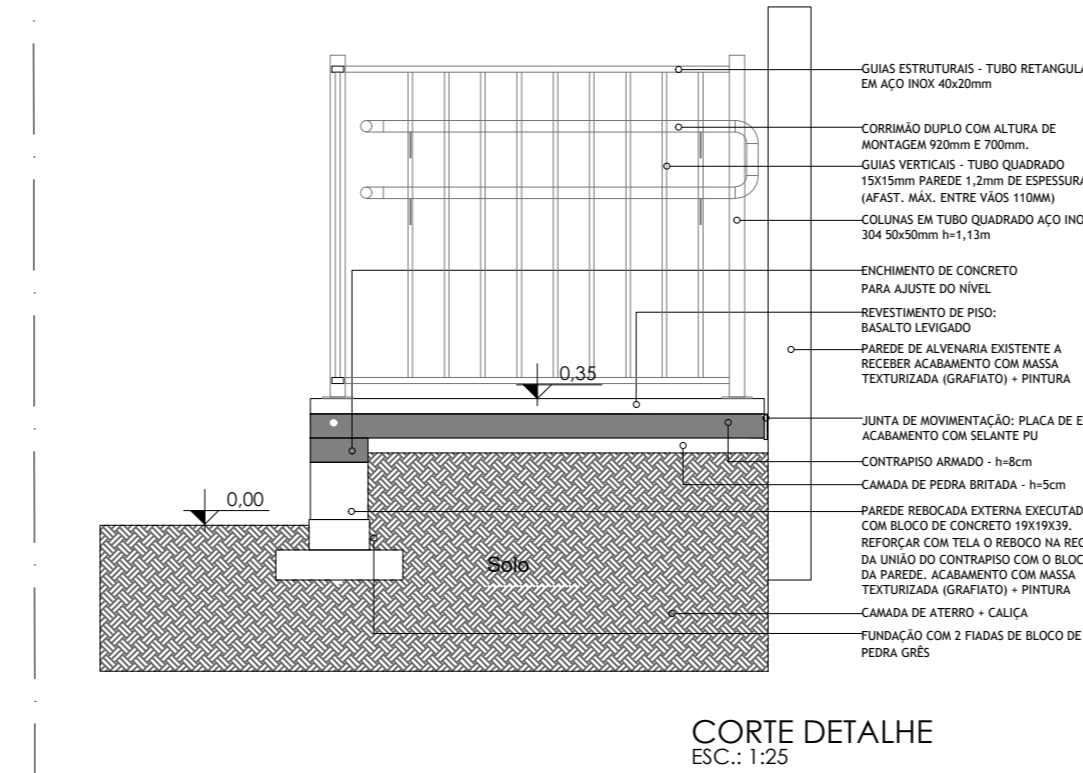 GUIAS ESTRUTURAIS - TUBO
EM AÇO INOX 40x20mm
CORRIMÃO DUPLO COM ALTURA DE
MONTAGEM 920mm E 700mm.
GUIAS VERTICAIS - TUBO QUADRADO
15X15mm PAREDE 1,2mm DE ESPESSURA
(AFAST. MÁX. ENTRE VÃOS 110MM)
COLUNAS EM TUBO QUADRADO AÇO
304 50x50mm h=1,13m
ENCHIMENTO DE CONCRETO
PARA AJUSTE DO NÍVEL
REVESTIMENTO DE PISO:
BASALTO LEVIGADO
PAREDE DE ALVENARIA EXISTENTE A
RECEBER ACABAMENTO COM MASSA
TEXTURIZADA (GRAFIATO) + PINTURA
0,35
JUNTA DE MOVIMENTAÇÃO: PLACA DE
ACABAMENTO COM SELANTE PU
CONTRAPISO ARMADO - h=8cm
CAMADA DE PEDRA BRITADA - h=5cm
0,00
PAREDE REBOCADA EXTERNA
COM BLOCO DE CONCRETO 19X19X39.
REFORÇAR COM TELA O REBOCO NA
DA UNIÃO DO CONTRAPISO COM O
DA PAREDE. ACABAMENTO COM MASSA
TEXTURIZADA (GRAFIATO) + PINTURA
Solo
CAMADA DE ATERRO + CALIÇA
FUNDAÇÃO COM 2 FIADAS DE BLOCO DE
PEDRA GRÊS
CORTE DETALHE
ESC.: 1:25